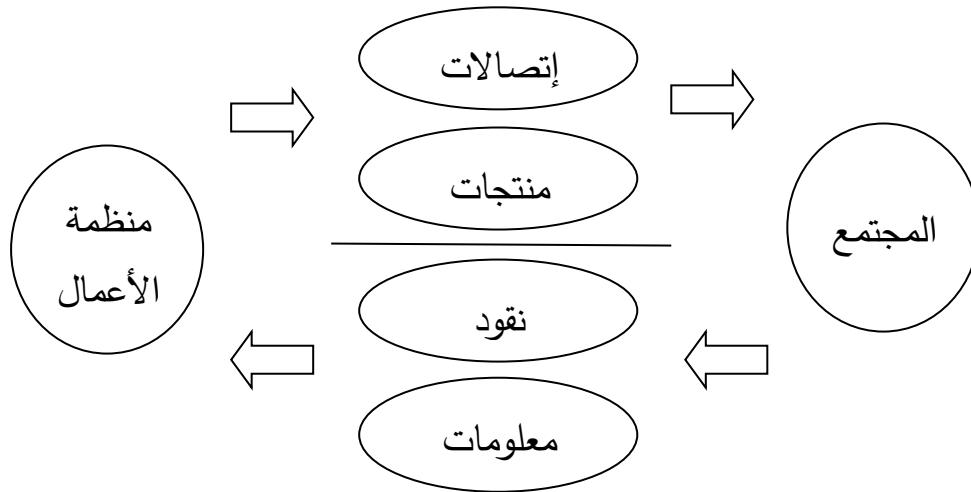 إتصالات
منتجات
المجتمع
منظمة
الأعمال
نقود
معلومات